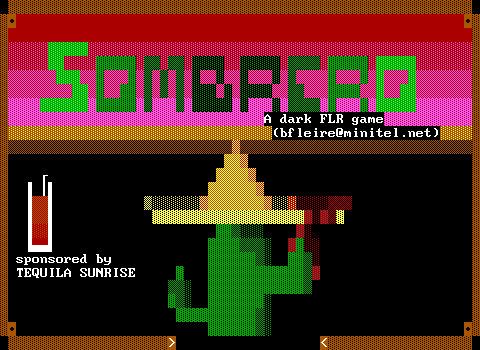 SOMBRERO
A dark FLR game
(bfleire@minitel.net)
sponsored by
TEQUILA SUNRISE
> <